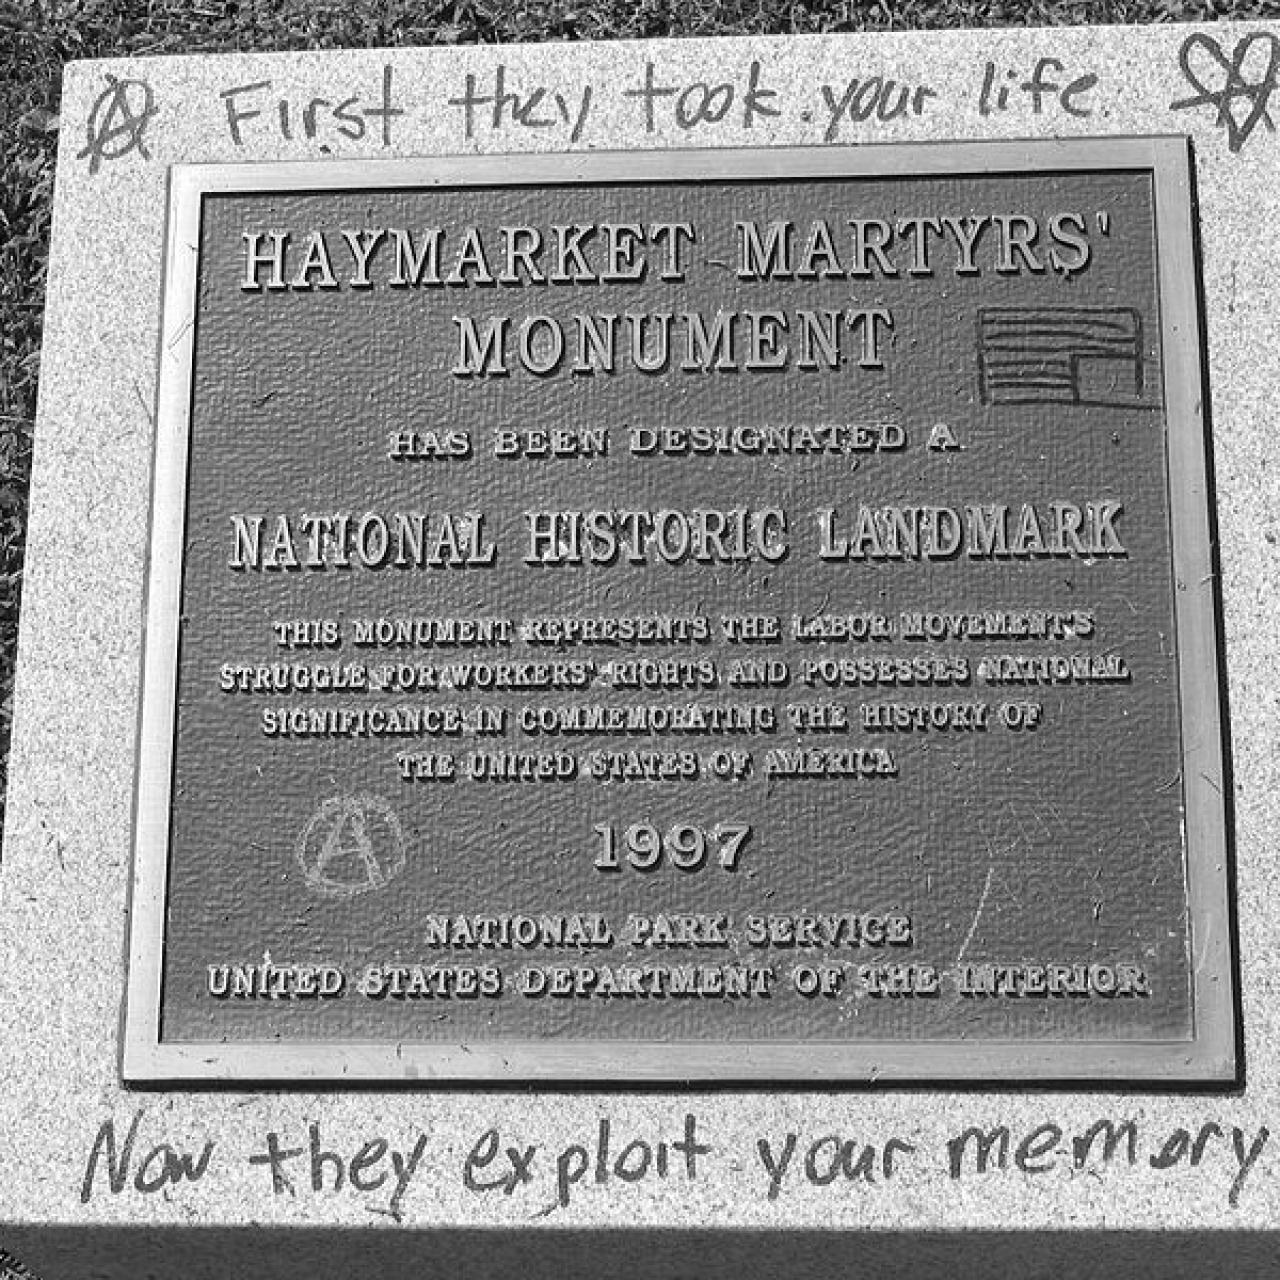 First they took your life.
HAYMARKET MARTYRS'
MONUMENT
HAS BEEN DESIGNATED A
NATIONAL HISTORIC LANDMARK
THIS MONUMENT REPRESENTS THE LABOR MOVEMENT'S
STRUGGLE FOR WORKERS' RIGHTS AND POSSESSES NATIONAL
SIGNIFICANCE IN COMMEMORATING THE HISTORY OF
THE UNITED STATES OF AMERICA
A
1997
NATIONAL PARK SERVICE
UNITED STATES DEPARTMENT OF THE INTERIOR
Now they exploit your memory